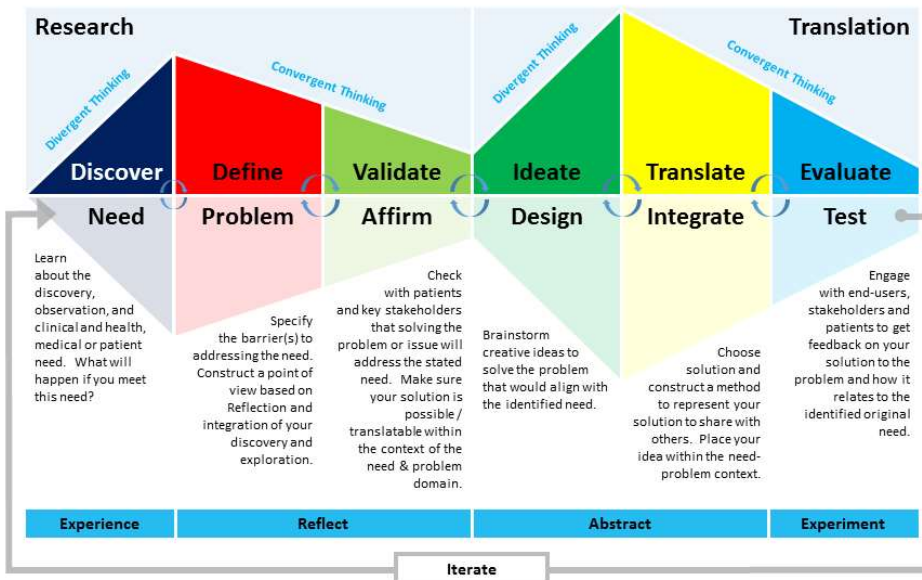 Research
Translation
Divergent Thinking
Convergent Thinking
Divergent Thinking
Convergent Thinking
Discover
Define
Validate
Ideate
Translate
Evaluate
Need
Problem
Affirm
Design
Integrate
Test
Learn
about the
discovery,
observation, and
clinical and health,
medical or patient
need. What will
happen if you meet
this need?
Specify
the barrier(s) to
addressing the need.
Construct a point of
view based on
Reflection and
integration of your
discovery and
exploration.
Check
with patients
and key stakeholders
that solving the
problem or issue will
address the stated
need. Make sure
your solution is
possible /
translatable within
the context of the
need & problem
domain.
Brainstorm
creative ideas to
solve the problem
that would align with
the identified need.
Choose
solution and
construct a method
to represent your
solution to share with
others. Place your
idea within the need-
problem context.
Engage
with end-users,
stakeholders and
patients to get
feedback on your
solution to the
problem and how it
relates to the
identified original
need.
Experience
Reflect
Abstract
Experiment
Iterate